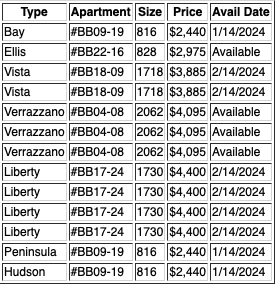 Type Apartment Size Price Avail Date
Bay #BB09-19 816 $2,440 1/14/2024
Ellis #BB22-16 828 $2,975 Available
Vista #BB18-09 1718 $3,885 2/14/2024
Vista #BB18-09 1718 $3,885 2/14/2024
Verrazzano #BB04-08 2062 $4,095 Available
Verrazzano #BB04-08 2062 $4,095 Available
Verrazzano #BB04-08 2062 $4,095 Available
Liberty #BB17-24 1730 $4,400 2/14/2024
Liberty #BB17-24 1730 $4,400 2/14/2024
Liberty #BB17-24 1730 $4,400 2/14/2024
Liberty #BB17-24 1730 $4,400 2/14/2024
Peninsula #BB09-19 816 $2,440 1/14/2024
Hudson #BB09-19 816 $2,440 1/14/2024